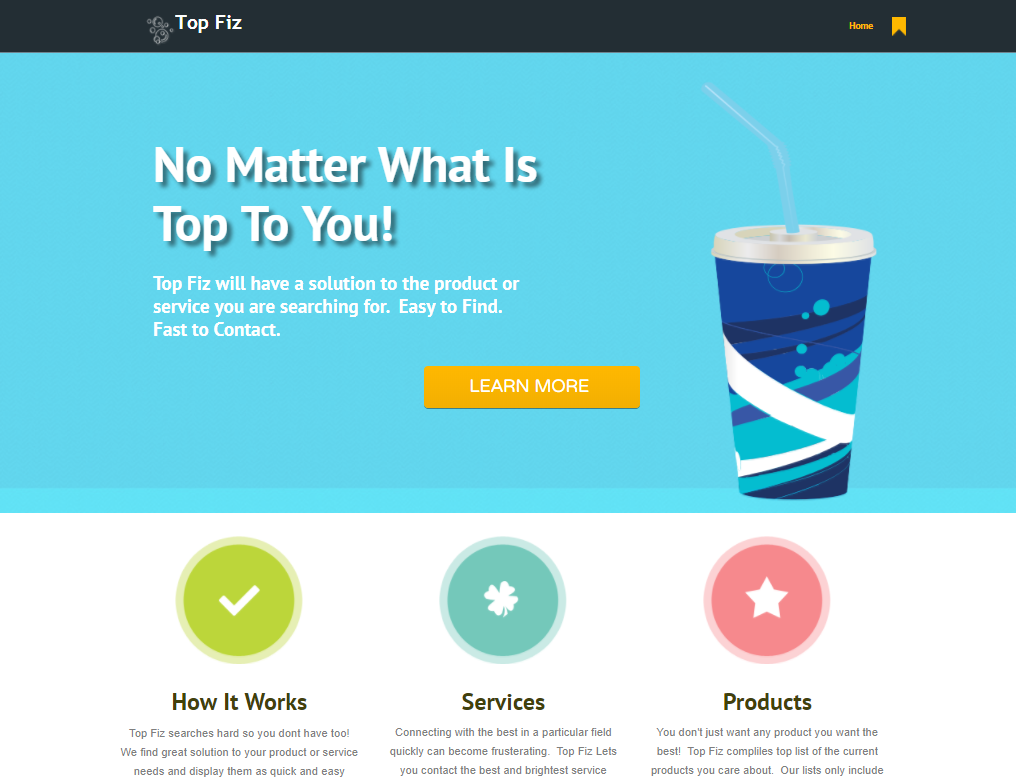 Top Fiz
Home
No Matter What Is
Top To You!
Top Fiz will have a solution to the product or
service you are searching for.  Easy to Find.
Fast to Contact.
LEARN MORE
How It Works
Top Fiz searches hard so you dont have too!
We find great solution to your product or service
needs and display them as quick and easy
Services
Connecting with the best in a particular field
quickly can become frusterating.  Top Fiz Lets
you contact the best and brightest service
Products
You don't just want any product you want the
best!  Top Fiz compliles top list of the current
products you care about.  Our lists only include